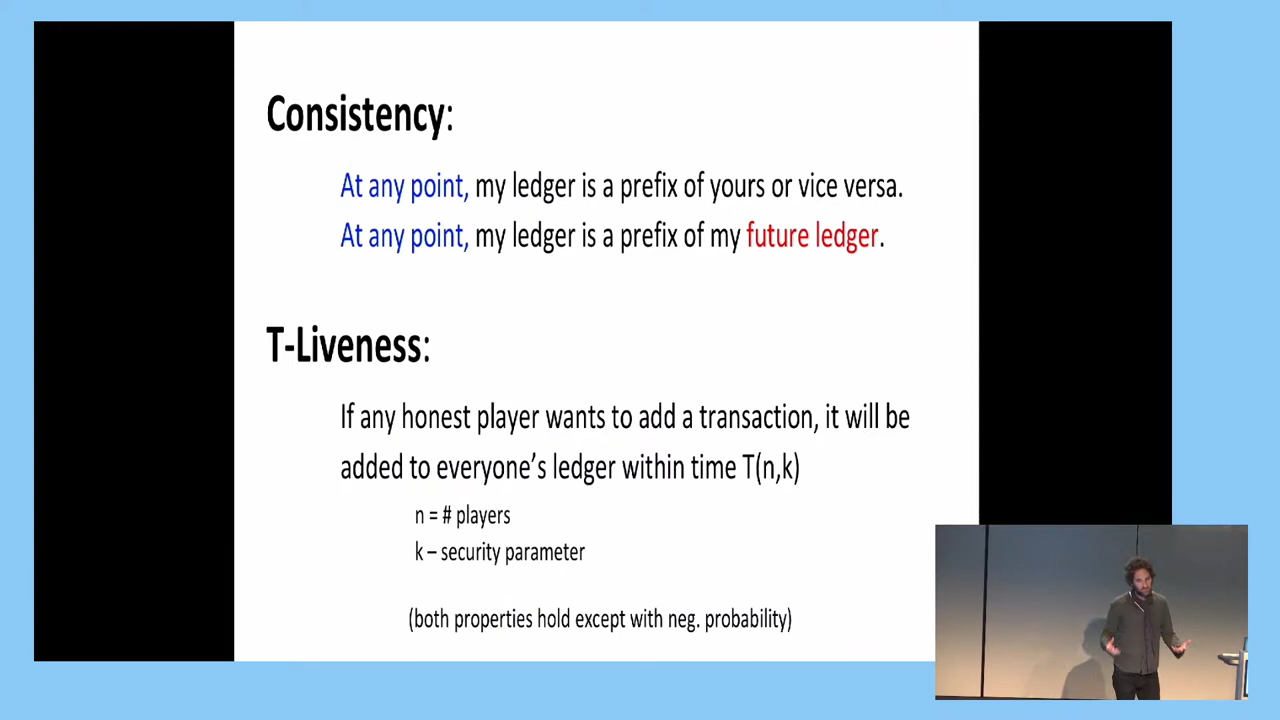 Consistency:
At any point, my ledger is a prefix of yours or vice versa.
At any point, my ledger is a prefix of my future ledger.
T-Liveness:
If any honest player wants to add a transaction, it will be
added to everyone’s ledger within time T(n,k)
n = # players
k – security parameter
(both properties hold except with neg. probability)